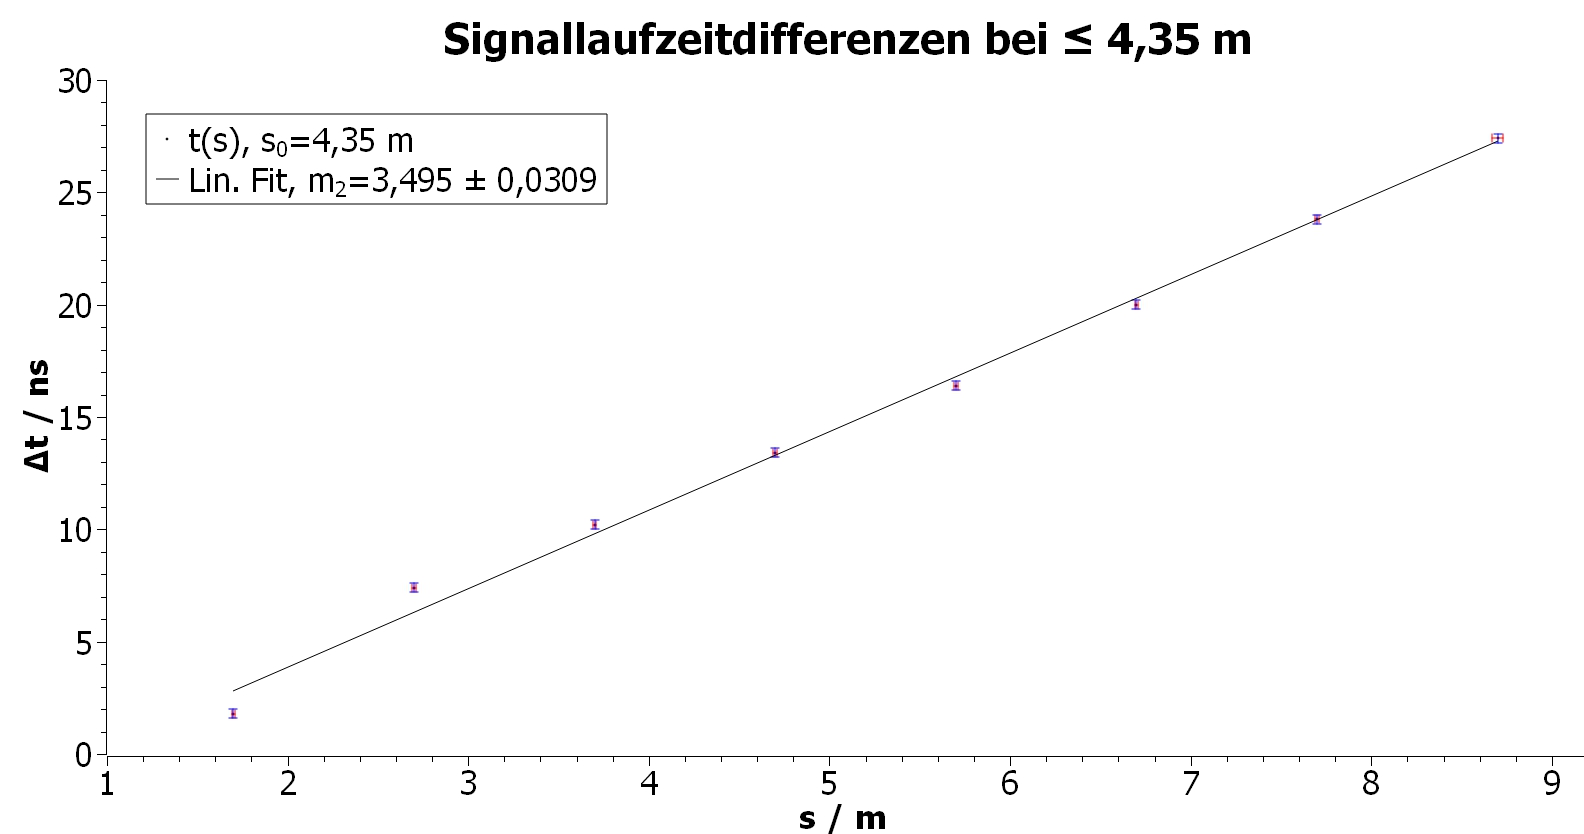 Signallaufzeitdifferenzen bei ≤ 4,35 m
30
t(s), s₀=4,35 m
Lin. Fit, m₂=3,495 ± 0,0309
25
20
Δt / ns
15
10
5
0
1 2 3 4 5 6 7 8 9
s / m